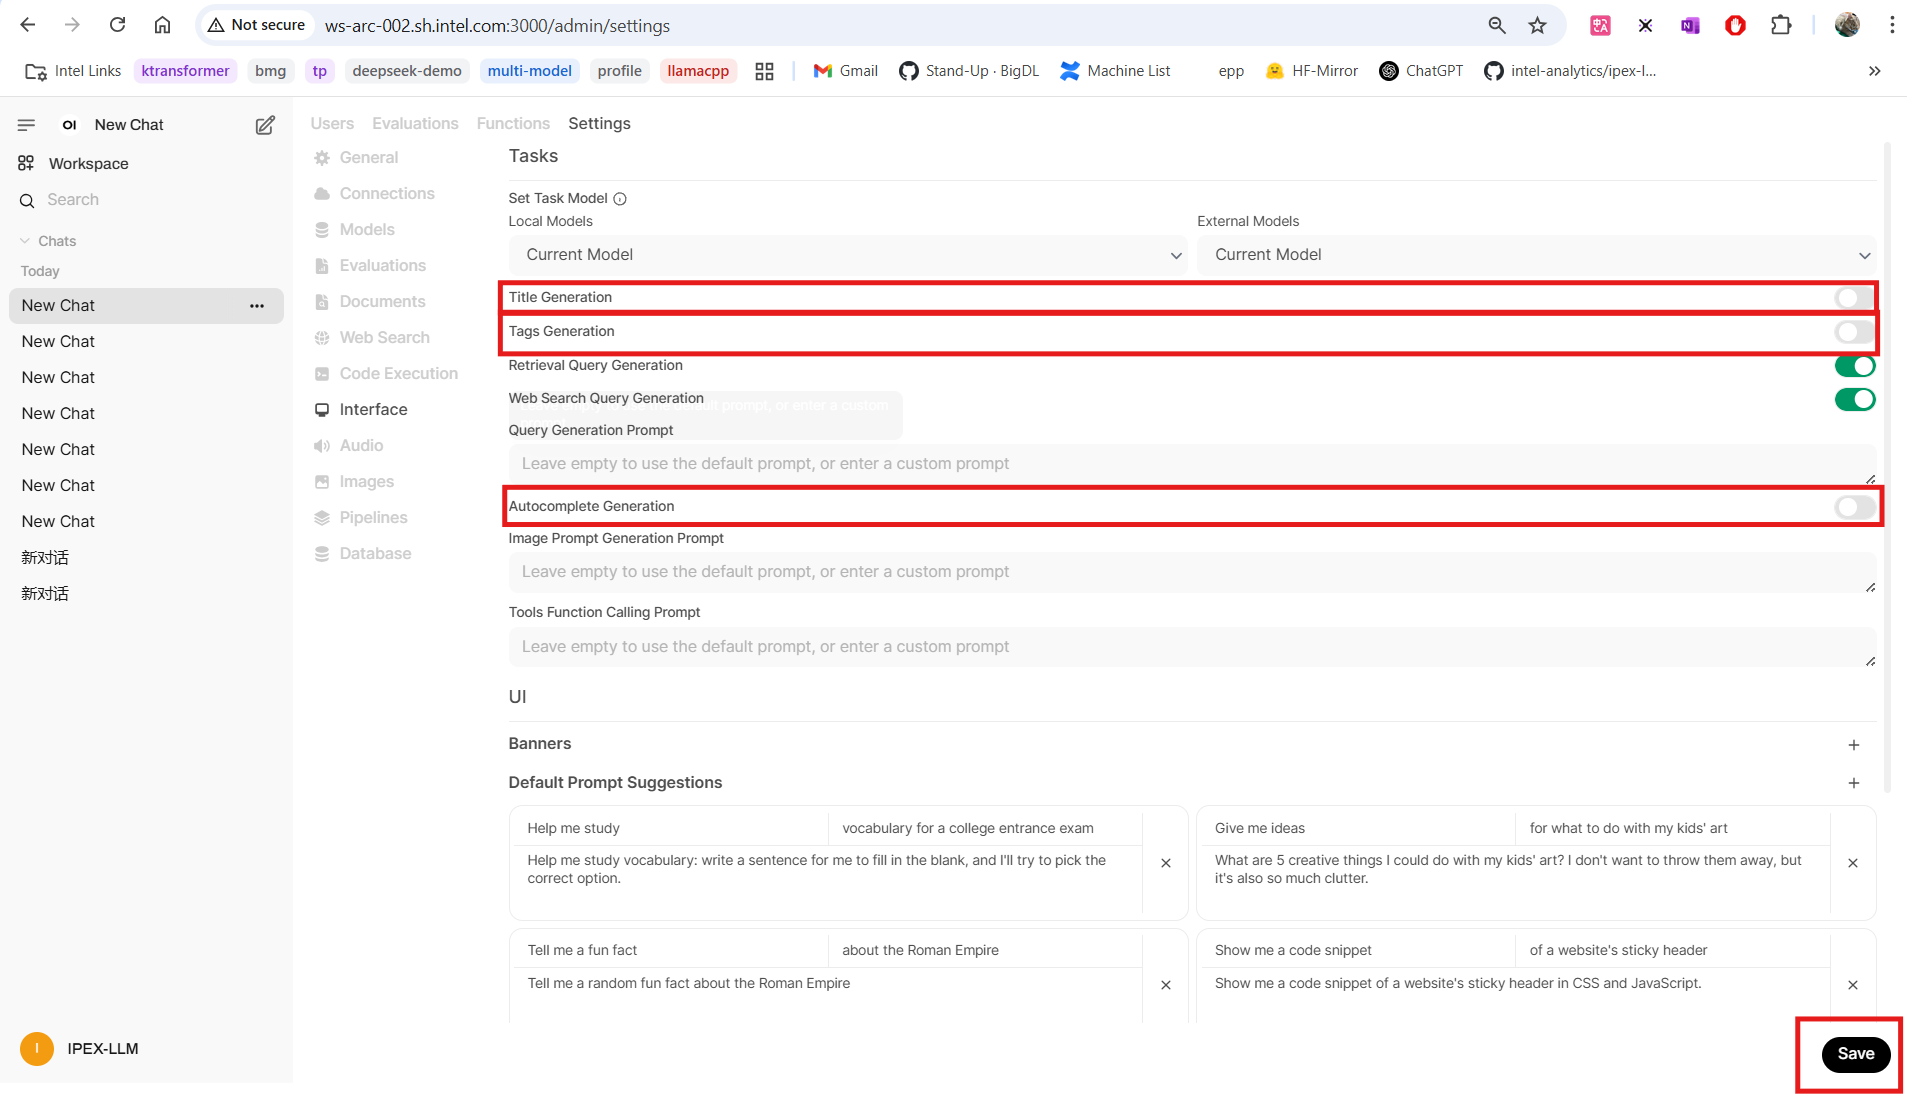 Not secure
ws-arc-002.sh.intel.com:3000/admin/settings
Intel Links
ktransformer
bmg
tp
deepseek-demo
multi-model
profile
llamacpp
Gmail
Stand-Up · BigDL
Machine List
epp
HF-Mirror
ChatGPT
intel-analytics/ipex-l...
OI
New Chat
Workspace
Search
Chats
Today
New Chat
New Chat
New Chat
New Chat
New Chat
New Chat
New Chat
新对话
新对话
I
IPEX-LLM
Users
Evaluations
Functions
Settings
General
Connections
Models
Evaluations
Documents
Web Search
Code Execution
Interface
Audio
Images
Pipelines
Database
Tasks
Set Task Model
Local Models
External Models
Current Model
Current Model
Title Generation
Tags Generation
Retrieval Query Generation
Web Search Query Generation
Leave empty to use the default prompt, or enter a custom
Query Generation Prompt
Leave empty to use the default prompt, or enter a custom prompt
Autocomplete Generation
Image Prompt Generation Prompt
Leave empty to use the default prompt, or enter a custom prompt
Tools Function Calling Prompt
Leave empty to use the default prompt, or enter a custom prompt
UI
Banners
Default Prompt Suggestions
Help me study
vocabulary for a college entrance exam
Help me study vocabulary: write a sentence for me to fill in the blank, and I'll try to pick the
correct option.
Give me ideas
for what to do with my kids' art
What are 5 creative things I could do with my kids' art? I don't want to throw them away, but
it's also so much clutter.
Tell me a fun fact
about the Roman Empire
Tell me a random fun fact about the Roman Empire
Show me a code snippet
of a website's sticky header
Show me a code snippet of a website's sticky header in CSS and JavaScript.
Save